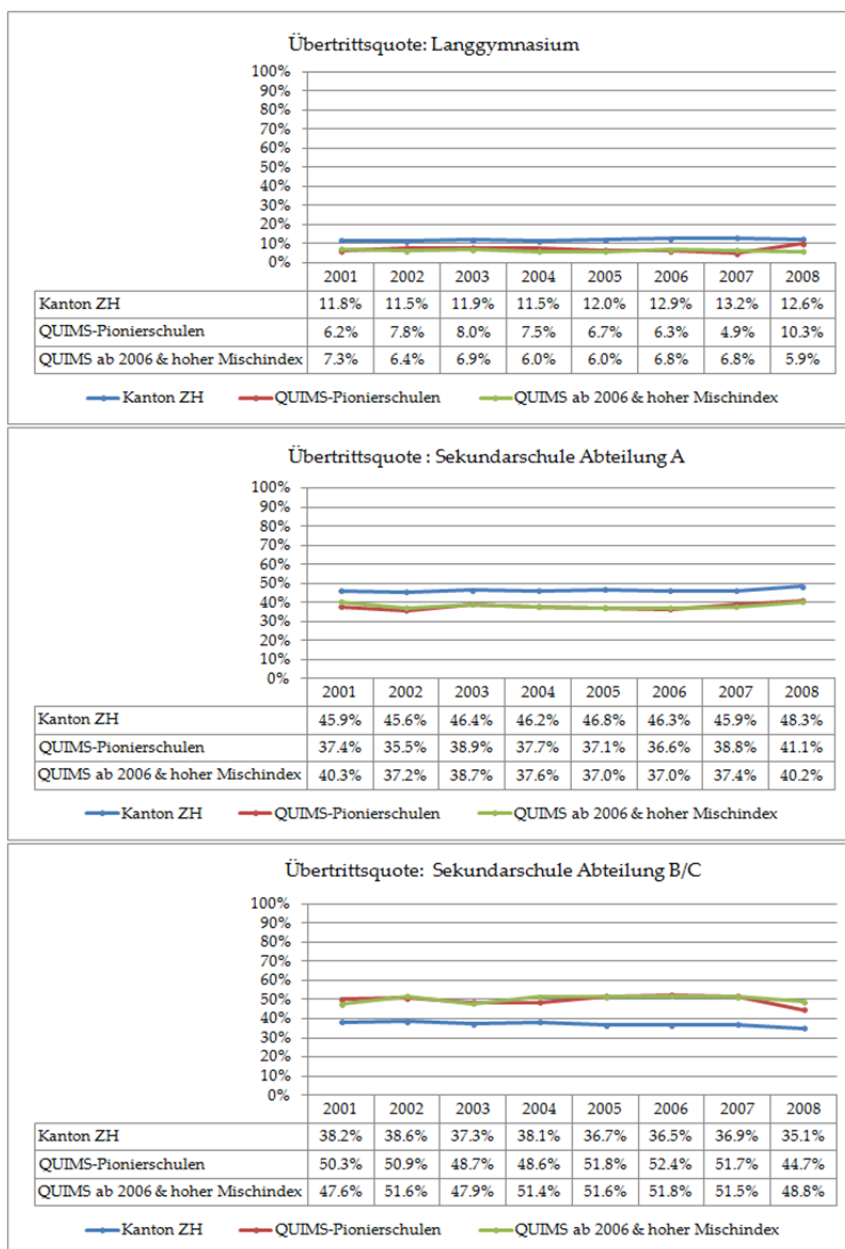 Übertrittsquote: Langgymnasium
100%
90%
80%
70%
60%
50%
40%
30%
20%
10%
0%
2001 2002 2003 2004 2005 2006 2007 2008
Kanton ZH 11.8% 11.5% 11.9% 11.5% 12.0% 12.9% 13.2% 12.6%
QUIMS-Pionierschulen 6.2% 7.8% 8.0% 7.5% 6.7% 6.3% 4.9% 10.3%
QUIMS ab 2006 & hoher Mischindex 7.3% 6.4% 6.9% 6.0% 6.0% 6.8% 6.8% 5.9%
Kanton ZH QUIMS-Pionierschulen QUIMS ab 2006 & hoher Mischindex
Übertrittsquote : Sekundarschule Abteilung A
100%
90%
80%
70%
60%
50%
40%
30%
20%
10%
0%
2001 2002 2003 2004 2005 2006 2007 2008
Kanton ZH 45.9% 45.6% 46.4% 46.2% 46.8% 46.3% 45.9% 48.3%
QUIMS-Pionierschulen 37.4% 35.5% 38.9% 37.7% 37.1% 36.6% 38.8% 41.1%
QUIMS ab 2006 & hoher Mischindex 40.3% 37.2% 38.7% 37.6% 37.0% 37.0% 37.4% 40.2%
Kanton ZH QUIMS-Pionierschulen QUIMS ab 2006 & hoher Mischindex
Übertrittsquote: Sekundarschule Abteilung B/C
100%
90%
80%
70%
60%
50%
40%
30%
20%
10%
0%
2001 2002 2003 2004 2005 2006 2007 2008
Kanton ZH 38.2% 38.6% 37.3% 38.1% 36.7% 36.5% 36.9% 35.1%
QUIMS-Pionierschulen 50.3% 50.9% 48.7% 48.6% 51.8% 52.4% 51.7% 44.7%
QUIMS ab 2006 & hoher Mischindex 47.6% 51.6% 47.9% 51.4% 51.6% 51.8% 51.5% 48.8%
Kanton ZH QUIMS-Pionierschulen QUIMS ab 2006 & hoher Mischindex